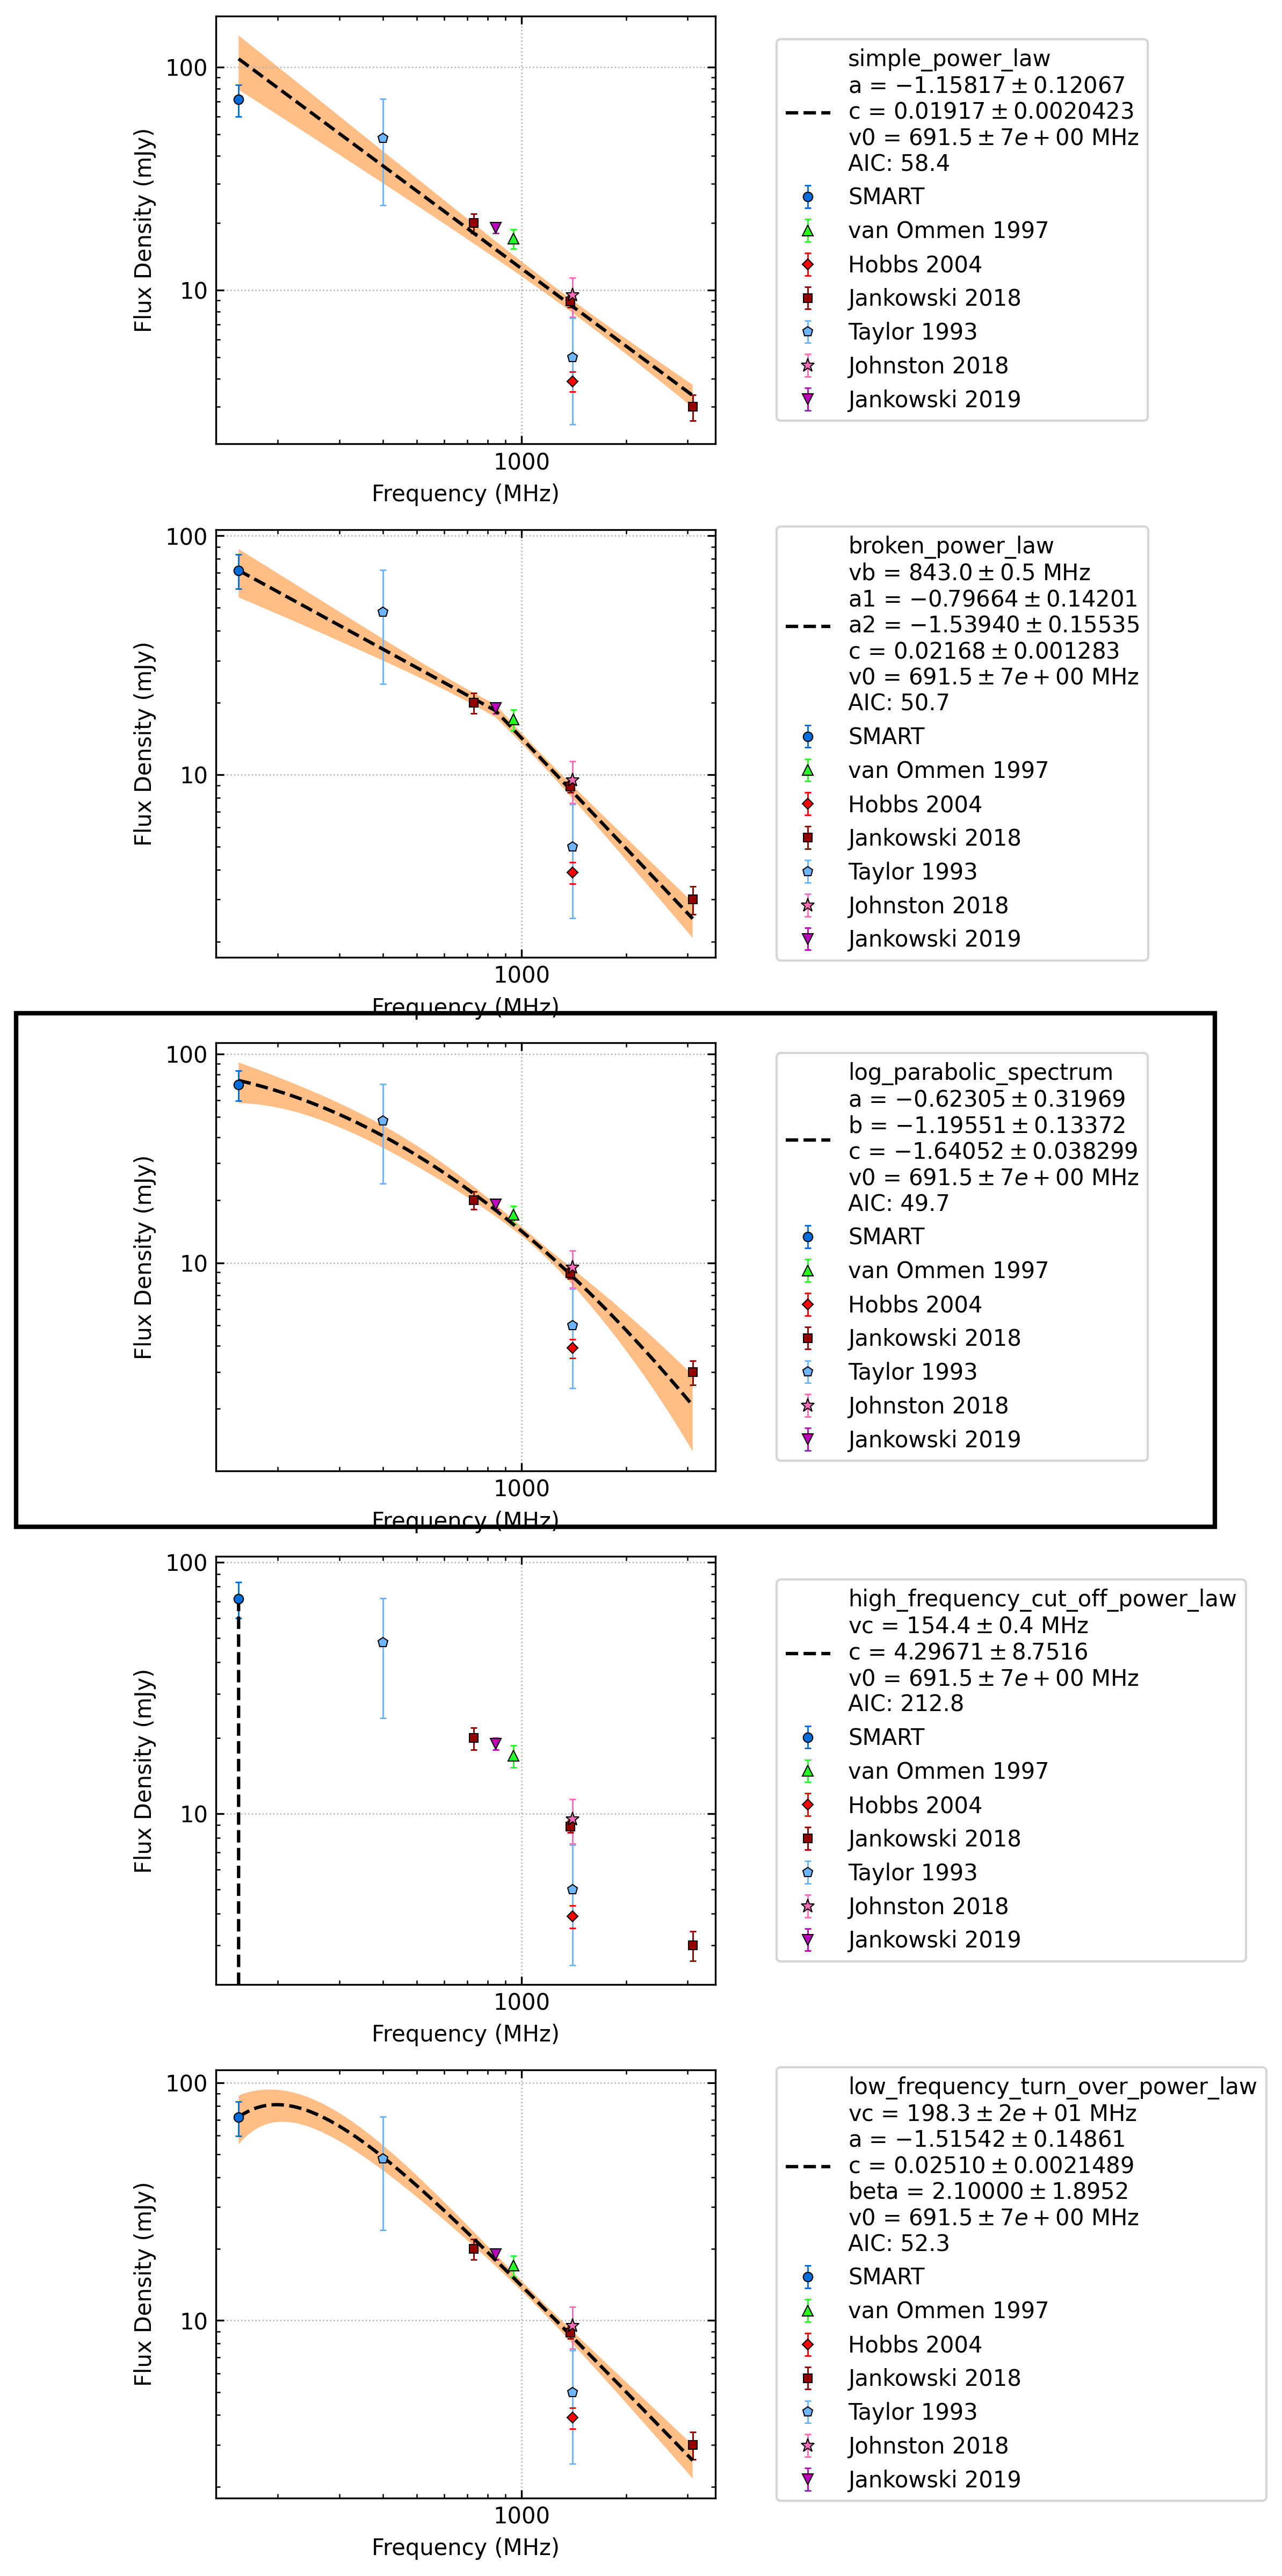 100
10
Flux Density (mJy)
1000
Frequency (MHz)
simple_power_law
a = −1.15817 ± 0.12067
c = 0.01917 ± 0.0020423
v0 = 691.5 ± 7e + 00 MHz
AIC: 58.4
SMART
van Ommen 1997
Hobbs 2004
Jankowski 2018
Taylor 1993
Johnston 2018
Jankowski 2019
100
10
Flux Density (mJy)
1000
Frequency (MHz)
broken_power_law
vb = 843.0 ± 0.5 MHz
a1 = −0.79664 ± 0.14201
a2 = −1.53940 ± 0.15535
c = 0.02168 ± 0.001283
v0 = 691.5 ± 7e + 00 MHz
AIC: 50.7
SMART
van Ommen 1997
Hobbs 2004
Jankowski 2018
Taylor 1993
Johnston 2018
Jankowski 2019
100
10
Flux Density (mJy)
1000
Frequency (MHz)
log_parabolic_spectrum
a = −0.62305 ± 0.31969
b = −1.19551 ± 0.13372
c = −1.64052 ± 0.038299
v0 = 691.5 ± 7e + 00 MHz
AIC: 49.7
SMART
van Ommen 1997
Hobbs 2004
Jankowski 2018
Taylor 1993
Johnston 2018
Jankowski 2019
100
10
Flux Density (mJy)
1000
Frequency (MHz)
high_frequency_cut_off_power_law
vc = 154.4 ± 0.4 MHz
c = 4.29671 ± 8.7516
v0 = 691.5 ± 7e + 00 MHz
AIC: 212.8
SMART
van Ommen 1997
Hobbs 2004
Jankowski 2018
Taylor 1993
Johnston 2018
Jankowski 2019
100
10
Flux Density (mJy)
1000
Frequency (MHz)
low_frequency_turn_over_power_law
vc = 198.3 ± 2e + 01 MHz
a = −1.51542 ± 0.14861
c = 0.02510 ± 0.0021489
beta = 2.10000 ± 1.8952
v0 = 691.5 ± 7e + 00 MHz
AIC: 52.3
SMART
van Ommen 1997
Hobbs 2004
Jankowski 2018
Taylor 1993
Johnston 2018
Jankowski 2019